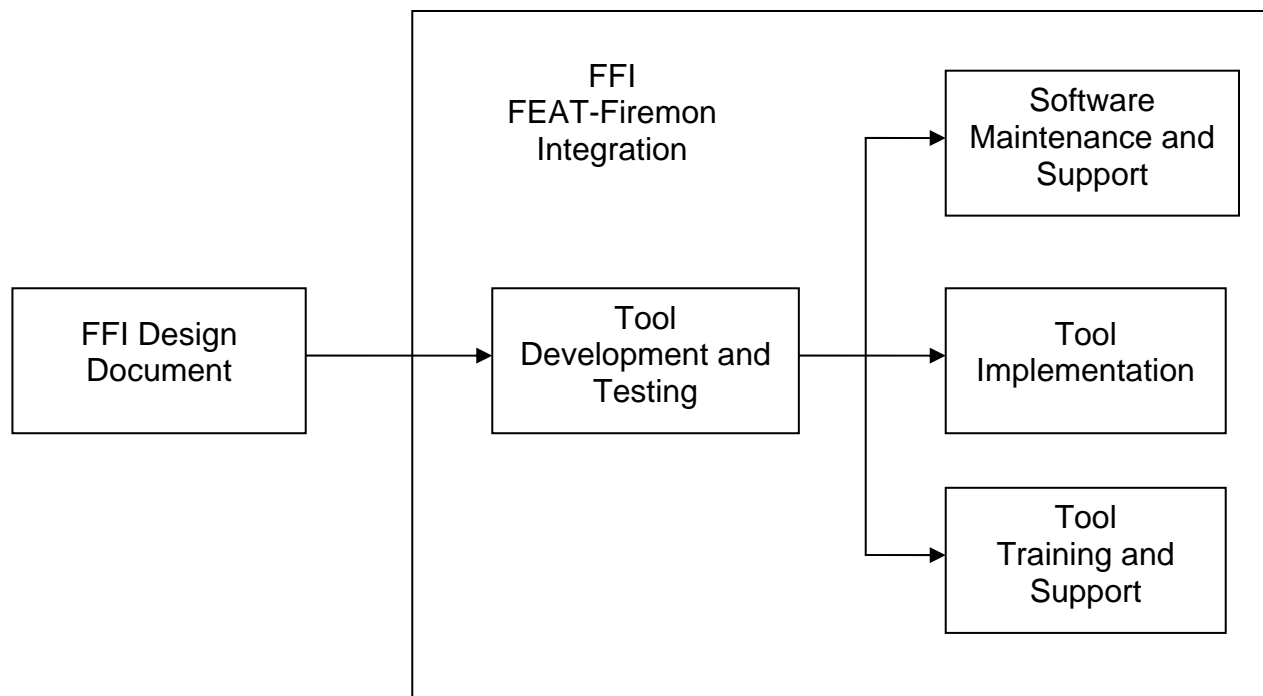 FFI
FEAT-Firemon
Integration
Software
Maintenance and
Support
FFI Design
Document
Tool
Development and
Testing
Tool
Implementation
Tool
Training and
Support